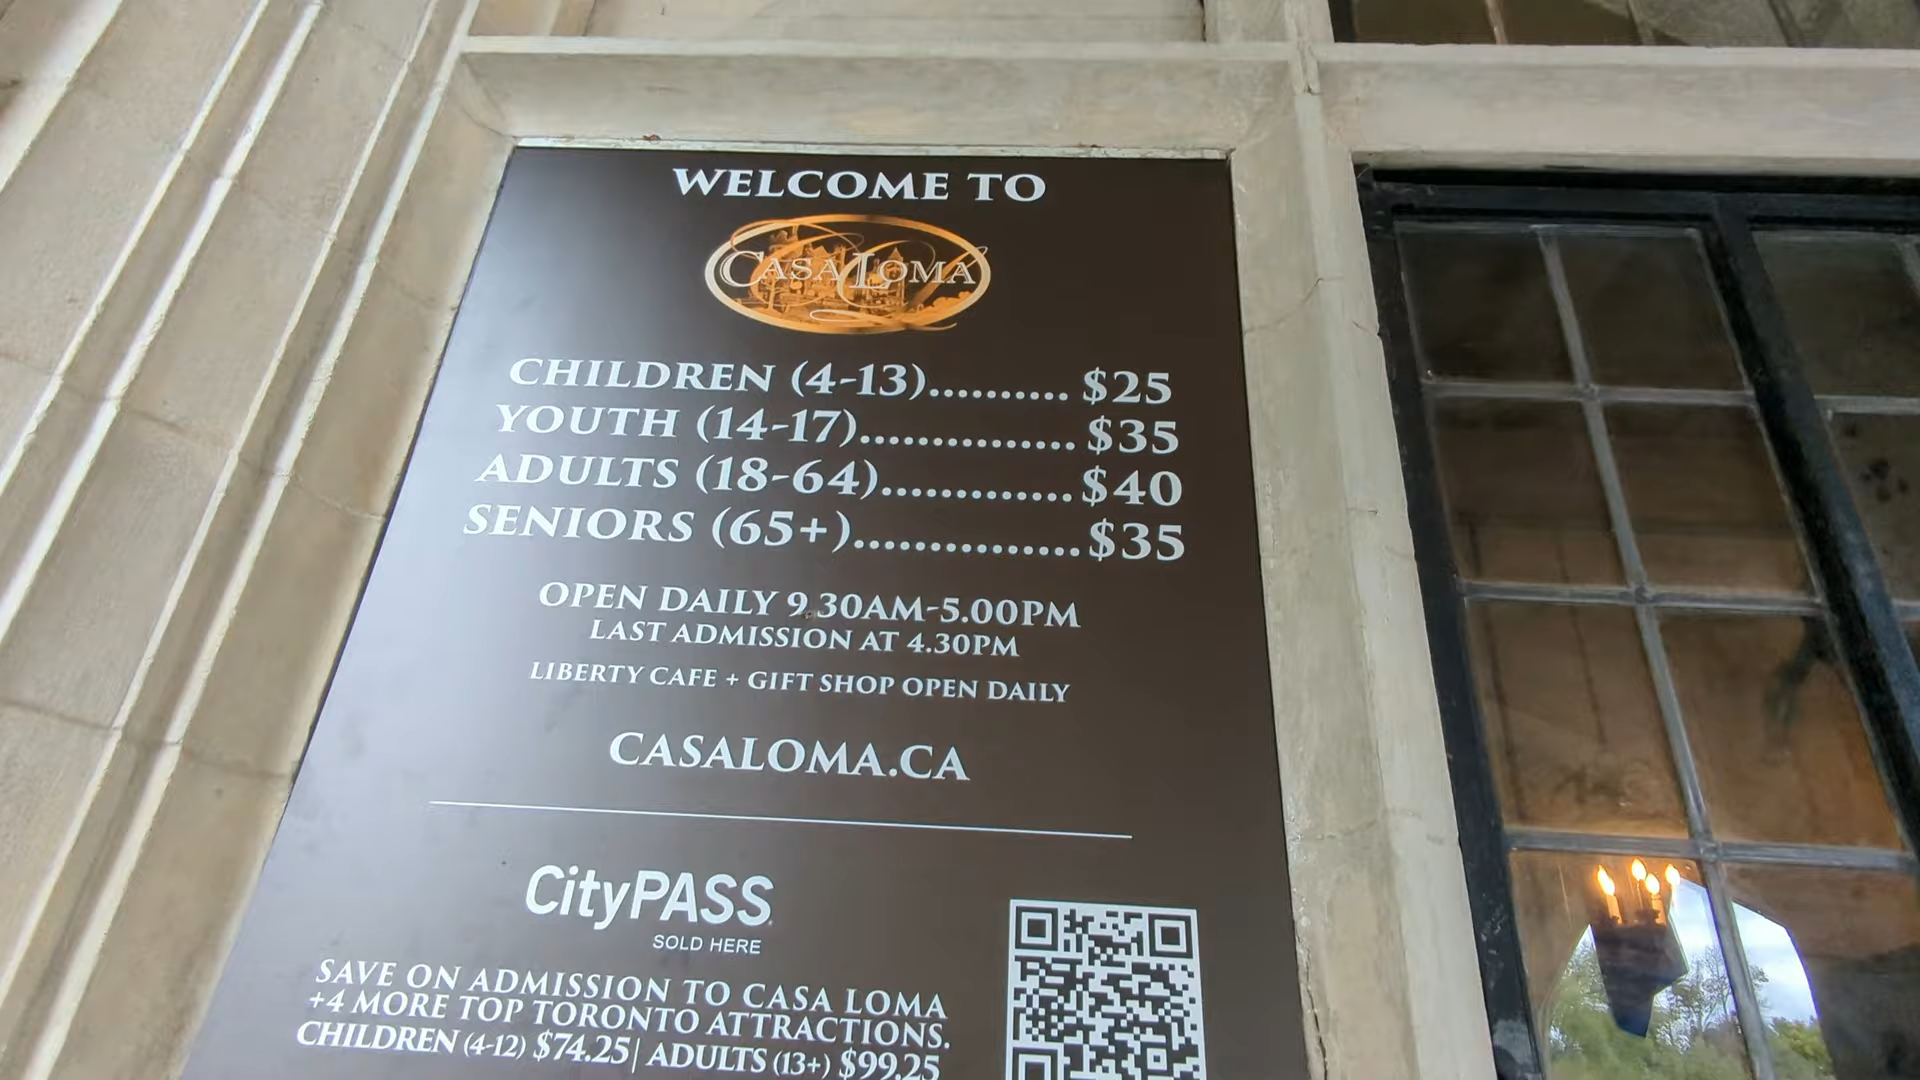 WELCOME TO
CASA LOMA
CHILDREN (4-13).......... $25
YOUTH (14-17)............... $35
ADULTS (18-64)............. $40
SENIORS (65+)................ $35
OPEN DAILY 9.30AM-5.00PM
LAST ADMISSION AT 4.30PM
LIBERTY CAFE + GIFT SHOP OPEN DAILY
CASALOMA.CA
CityPASS
SOLD HERE
SAVE ON ADMISSION TO CASA LOMA
+4 MORE TOP TORONTO ATTRACTIONS.
CHILDREN (4-12) $74.25| ADULTS (13+) $99.25